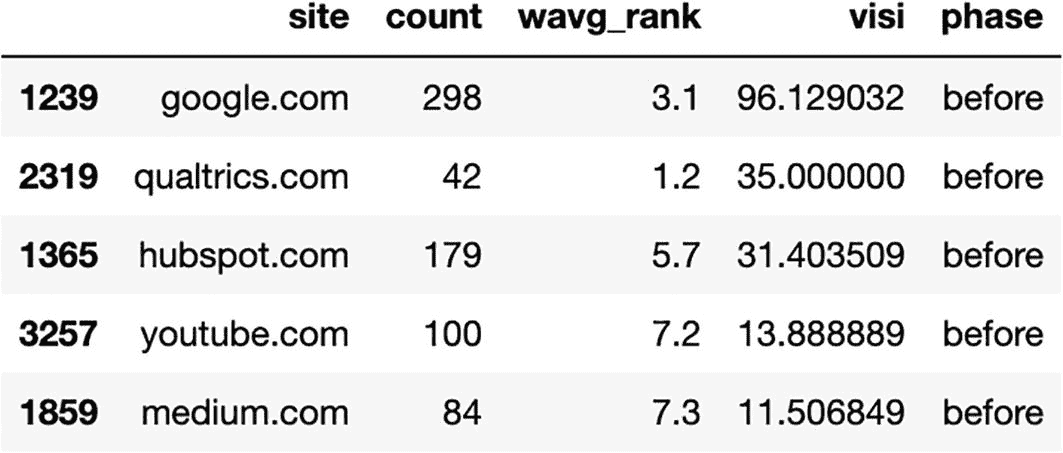 site count wavg_rank visi phase
1239 google.com 298 3.1 96.129032 before
2319 qualtrics.com 42 1.2 35.000000 before
1365 hubspot.com 179 5.7 31.403509 before
3257 youtube.com 100 7.2 13.888889 before
1859 medium.com 84 7.3 11.506849 before